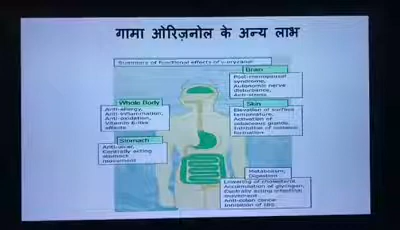 गामा ओरिज़नोल के अन्य लाभ
Summary of functional effects of γ-oryzanol
Brain
Post-menopausal
syndrome,
Autonomic nerve
disturbance,
Anti-stress
Whole Body
Anti-allergy,
Anti-inflammation,
Anti-oxidation,
Vitamin E-like
effects
Skin
Elevation of surface
temperature,
Activation of
sebaceous glands,
Inhibition of melanin
formation
Stomach
Anti-ulcer,
Centrally acting
stomach
movement
Metabolism,
Digestion
Lowering of cholesterol
Accumulation of glycogen,
Centrally acting intestinal
movement
Anti-colon cancer
Inhibition of IBS